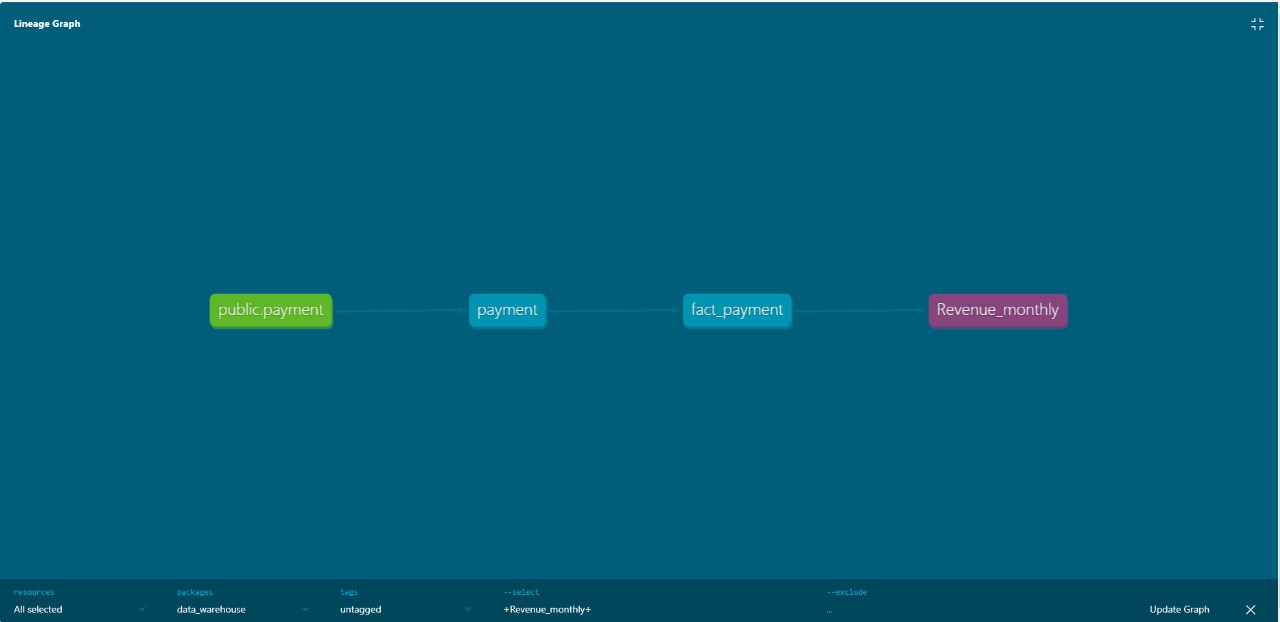 Lineage Graph
public.payment
payment
fact_payment
Revenue_monthly
resources
packages
tags
--select
--exclude
All selected
data_warehouse
untagged
+Revenue_monthly+
...
Update Graph